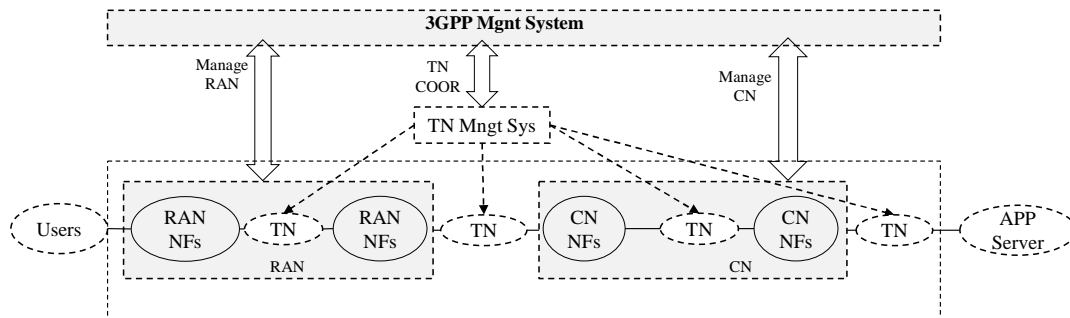 3GPP Mgnt System
Manage
RAN
TN
COOR
Manage
CN
TN Mngt Sys
Users
RAN
NFs
TN
RAN
NFs
TN
CN
NFs
TN
CN
NFs
TN
APP
Server
RAN
CN